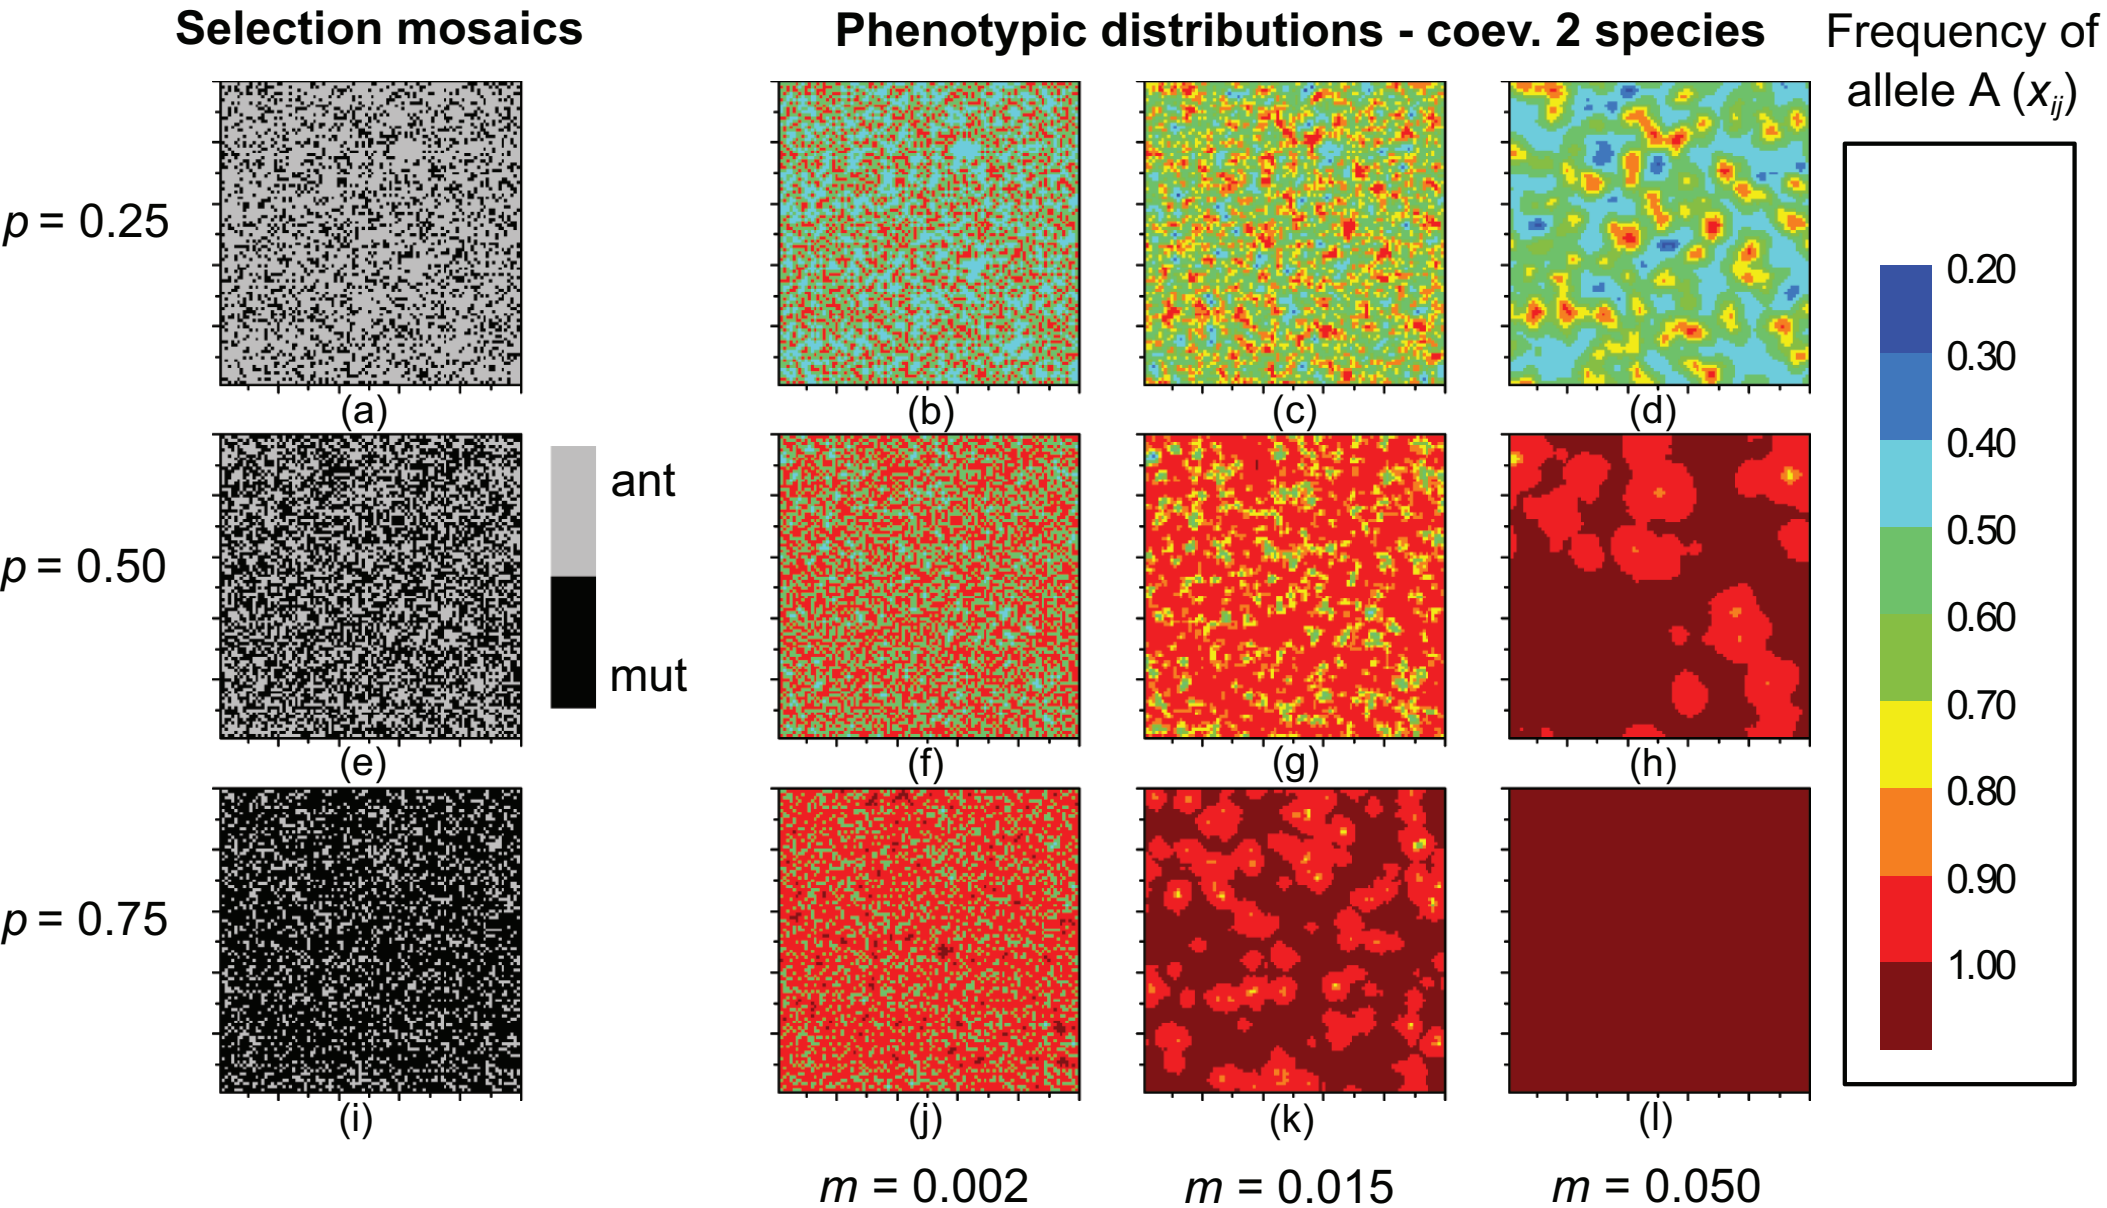 Selection mosaics
Phenotypic distributions - coev. 2 species
Frequency of
allele A (xij)
p = 0.25
(a)
(b)
(c)
(d)
p = 0.50
ant
mut
(e)
(f)
(g)
(h)
p = 0.75
(i)
(j)
(k)
(l)
m = 0.002
m = 0.015
m = 0.050
0.20
0.30
0.40
0.50
0.60
0.70
0.80
0.90
1.00